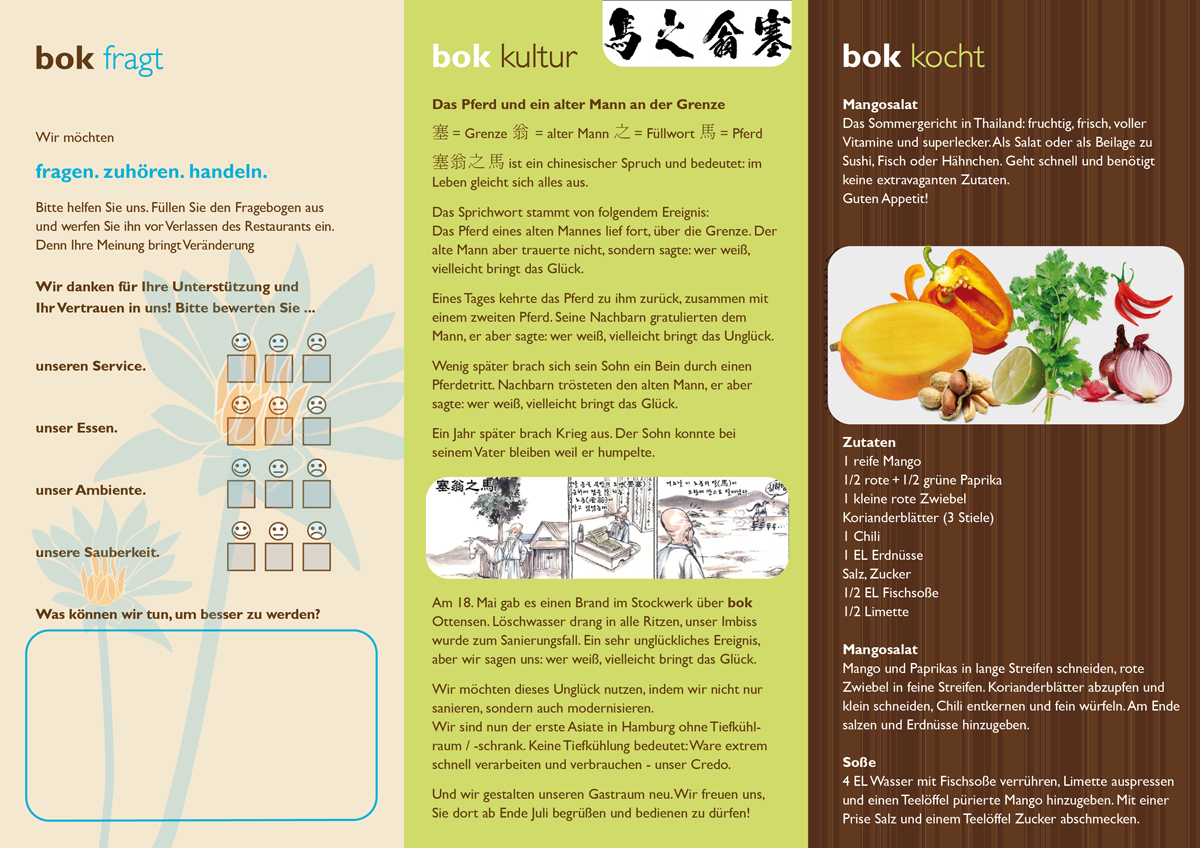 bok fragt
Wir möchten
fragen. zuhören. handeln.
Bitte helfen Sie uns. Füllen Sie den Fragebogen aus
und werfen Sie ihn vor Verlassen des Restaurants ein.
Denn Ihre Meinung bringt Veränderung
Wir danken für Ihre Unterstützung und
Ihr Vertrauen in uns! Bitte bewerten Sie ...
unseren Service.
unser Essen.
unser Ambiente.
unsere Sauberkeit.
Was können wir tun, um besser zu werden?
馬之翁塞
bok kultur
Das Pferd und ein alter Mann an der Grenze
塞 = Grenze 翁 = alter Mann 之 = Füllwort 馬 = Pferd
塞翁之馬 ist ein chinesischer Spruch und bedeutet: im
Leben gleicht sich alles aus.
Das Sprichwort stammt von folgendem Ereignis:
Das Pferd eines alten Mannes lief fort, über die Grenze. Der
alte Mann aber trauerte nicht, sondern sagte: wer weiß,
vielleicht bringt das Glück.
Eines Tages kehrte das Pferd zu ihm zurück, zusammen mit
einem zweiten Pferd. Seine Nachbarn gratulierten dem
Mann, er aber sagte: wer weiß, vielleicht bringt das Unglück.
Wenig später brach sich sein Sohn ein Bein durch einen
Pferdetritt. Nachbarn trösteten den alten Mann, er aber
sagte: wer weiß, vielleicht bringt das Glück.
Ein Jahr später brach Krieg aus. Der Sohn konnte bei
seinem Vater bleiben weil er humpelte.
塞翁之馬
Am 18. Mai gab es einen Brand im Stockwerk über bok
Ottensen. Löschwasser drang in alle Ritzen, unser Imbiss
wurde zum Sanierungsfall. Ein sehr unglückliches Ereignis,
aber wir sagen uns: wer weiß, vielleicht bringt das Glück.
Wir möchten dieses Unglück nutzen, indem wir nicht nur
sanieren, sondern auch modernisieren.
Wir sind nun der erste Asiate in Hamburg ohne Tiefkühl-
raum / -schrank. Keine Tiefkühlung bedeutet: Ware extrem
schnell verarbeiten und verbrauchen - unser Credo.
Und wir gestalten unseren Gastraum neu. Wir freuen uns,
Sie dort ab Ende Juli begrüßen und bedienen zu dürfen!
bok kocht
Mangosalat
Das Sommergericht in Thailand: fruchtig, frisch, voller
Vitamine und superlecker. Als Salat oder als Beilage zu
Sushi, Fisch oder Hähnchen. Geht schnell und benötigt
keine extravaganten Zutaten.
Guten Appetit!
Zutaten
1 reife Mango
1/2 rote + 1/2 grüne Paprika
1 kleine rote Zwiebel
Korianderblätter (3 Stiele)
1 Chili
1 EL Erdnüsse
Salz, Zucker
1/2 EL Fischsoße
1/2 Limette
Mangosalat
Mango und Paprikas in lange Streifen schneiden, rote
Zwiebel in feine Streifen. Korianderblätter abzupfen und
klein schneiden, Chili entkernen und fein würfeln. Am Ende
salzen und Erdnüsse hinzugeben.
Soße
4 EL Wasser mit Fischsoße verrühren, Limette auspressen
und einen Teelöffel pürierte Mango hinzugeben. Mit einer
Prise Salz und einem Teelöffel Zucker abschmecken.